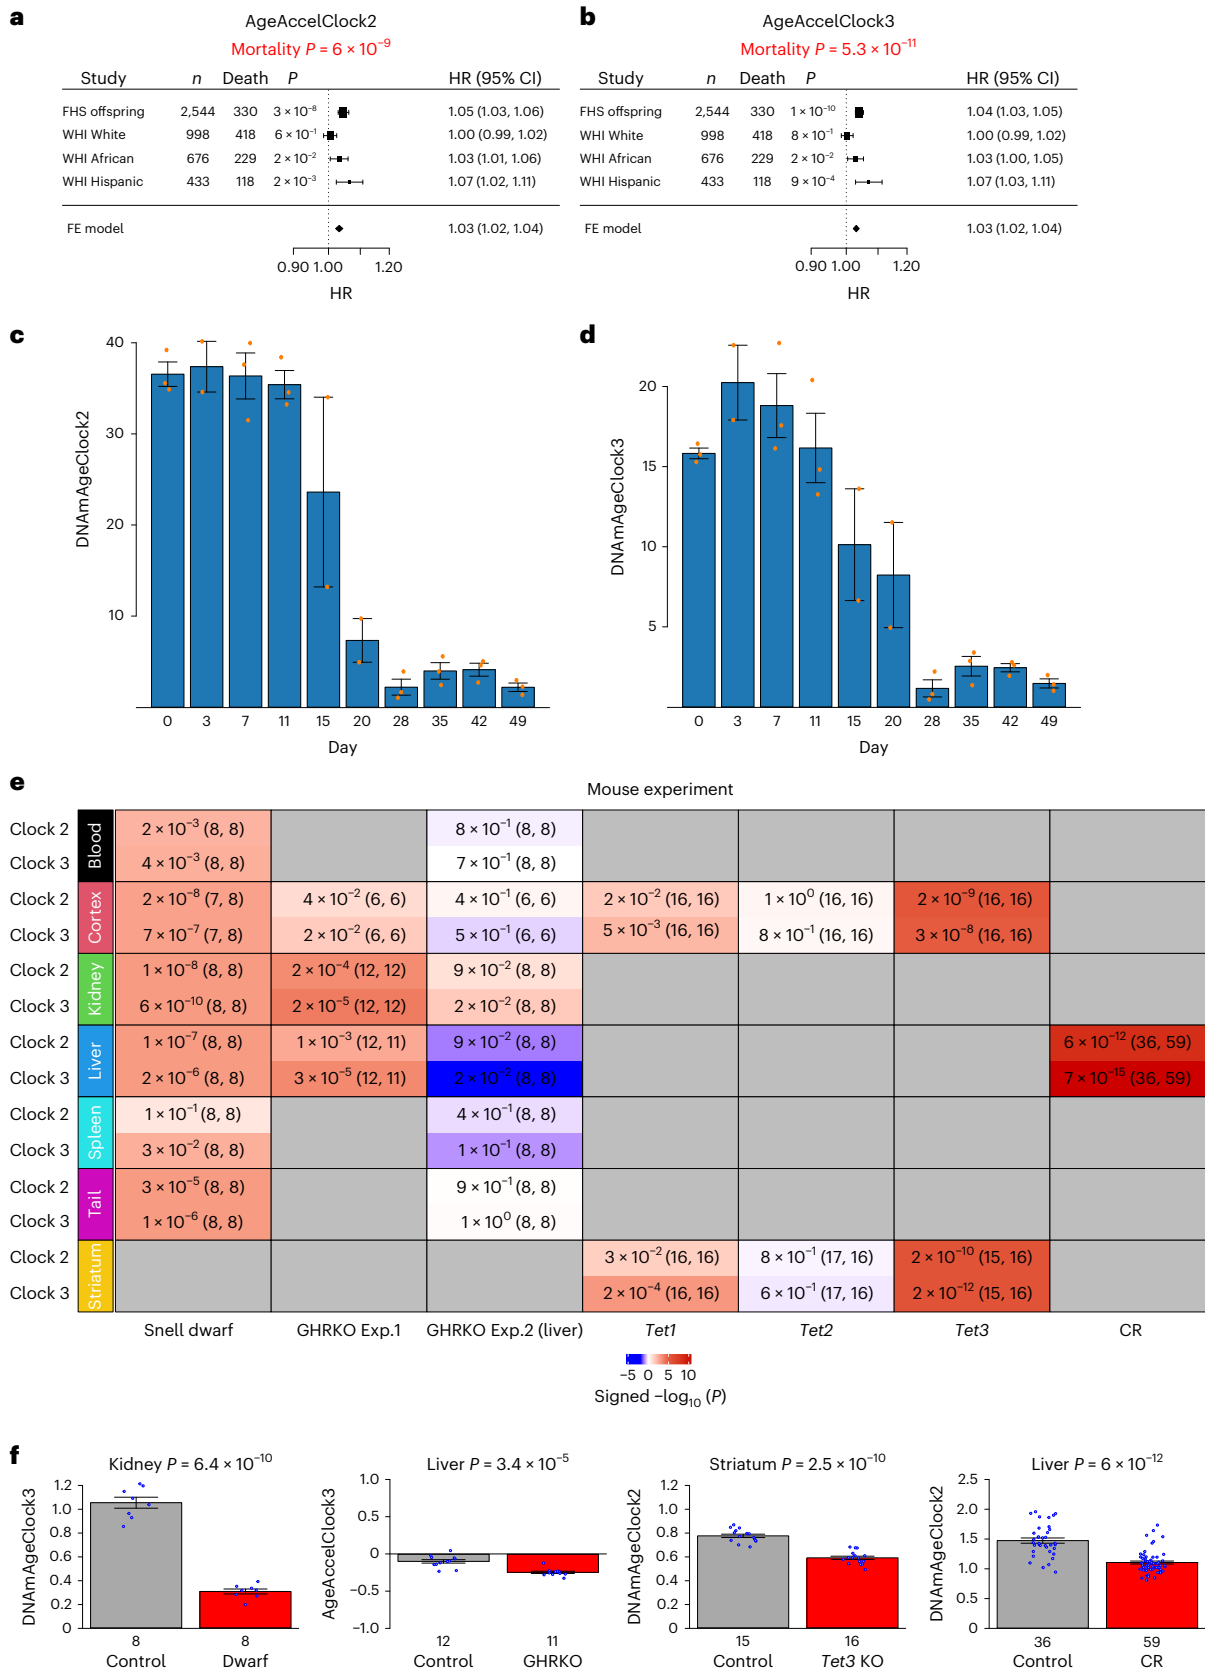 a
AgeAccelClock2
Mortality P = 6 × 10⁻⁹
Study n Death P HR (95% CI)
FHS offspring 2,544 330 3 × 10⁻⁸ 1.05 (1.03, 1.06)
WHI White 998 418 6 × 10⁻¹ 1.00 (0.99, 1.02)
WHI African 676 229 2 × 10⁻² 1.03 (1.01, 1.06)
WHI Hispanic 433 118 2 × 10⁻³ 1.07 (1.02, 1.11)
FE model 1.03 (1.02, 1.04)
0.90 1.00 1.20
HR
b
AgeAccelClock3
Mortality P = 5.3 × 10⁻¹¹
Study n Death P HR (95% CI)
FHS offspring 2,544 330 1 × 10⁻¹⁰ 1.04 (1.03, 1.05)
WHI White 998 418 8 × 10⁻¹ 1.00 (0.99, 1.02)
WHI African 676 229 2 × 10⁻² 1.03 (1.00, 1.05)
WHI Hispanic 433 118 9 × 10⁻⁴ 1.07 (1.03, 1.11)
FE model 1.03 (1.02, 1.04)
0.90 1.00 1.20
HR
c
DNAmAgeClock2
40
30
20
10
0 3 7 11 15 20 28 35 42 49
Day
d
DNAmAgeClock3
20
15
10
5
0 3 7 11 15 20 28 35 42 49
Day
e
Mouse experiment
Blood
Clock 2 2 × 10⁻³ (8, 8) 8 × 10⁻¹ (8, 8)
Clock 3 4 × 10⁻³ (8, 8) 7 × 10⁻¹ (8, 8)
Cortex
Clock 2 2 × 10⁻⁸ (7, 8) 4 × 10⁻² (6, 6) 4 × 10⁻¹ (6, 6) 2 × 10⁻² (16, 16) 1 × 10⁰ (16, 16) 2 × 10⁻⁹ (16, 16)
Clock 3 7 × 10⁻⁷ (7, 8) 2 × 10⁻² (6, 6) 5 × 10⁻¹ (6, 6) 5 × 10⁻³ (16, 16) 8 × 10⁻¹ (16, 16) 3 × 10⁻⁸ (16, 16)
Kidney
Clock 2 1 × 10⁻⁸ (8, 8) 2 × 10⁻⁴ (12, 12) 9 × 10⁻² (8, 8)
Clock 3 6 × 10⁻¹⁰ (8, 8) 2 × 10⁻⁵ (12, 12) 2 × 10⁻² (8, 8)
Liver
Clock 2 1 × 10⁻⁷ (8, 8) 1 × 10⁻³ (12, 11) 9 × 10⁻² (8, 8) 6 × 10⁻¹² (36, 59)
Clock 3 2 × 10⁻⁶ (8, 8) 3 × 10⁻⁵ (12, 11) 2 × 10⁻² (8, 8) 7 × 10⁻¹⁵ (36, 59)
Spleen
Clock 2 1 × 10⁻¹ (8, 8) 4 × 10⁻¹ (8, 8)
Clock 3 3 × 10⁻² (8, 8) 1 × 10⁻¹ (8, 8)
Tail
Clock 2 3 × 10⁻⁵ (8, 8) 9 × 10⁻¹ (8, 8)
Clock 3 1 × 10⁻⁶ (8, 8) 1 × 10⁰ (8, 8)
Striatum
Clock 2 3 × 10⁻² (16, 16) 8 × 10⁻¹ (17, 16) 2 × 10⁻¹⁰ (15, 16)
Clock 3 2 × 10⁻⁴ (16, 16) 6 × 10⁻¹ (17, 16) 2 × 10⁻¹² (15, 16)
Snell dwarf GHRKO Exp.1 GHRKO Exp.2 (liver) Tet1 Tet2 Tet3 CR
−5 0 5 10
Signed −log₁₀ (P)
f
Kidney P = 6.4 × 10⁻¹⁰
DNAmAgeClock3
1.2
1.0
0.8
0.6
0.4
0.2
0
8 8
Control Dwarf
Liver P = 3.4 × 10⁻⁵
AgeAccelClock3
1.0
0.5
0
−0.5
−1.0
12 11
Control GHRKO
Striatum P = 2.5 × 10⁻¹⁰
DNAmAgeClock2
1.2
1.0
0.8
0.6
0.4
0.2
0
15 16
Control Tet3 KO
Liver P = 6 × 10⁻¹²
DNAmAgeClock2
2.5
2.0
1.5
1.0
0.5
0
36 59
Control CR